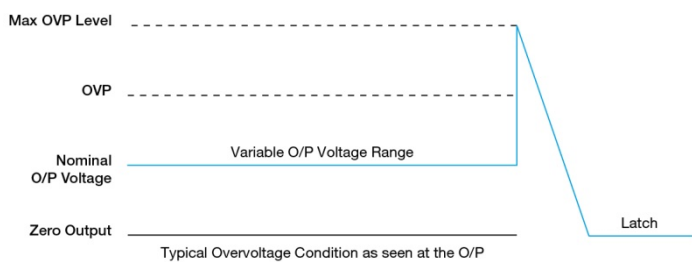 Max OVP Level
OVP
Variable O/P Voltage Range
Nominal
O/P Voltage
Zero Output
Latch
Typical Overvoltage Condition as seen at the O/P